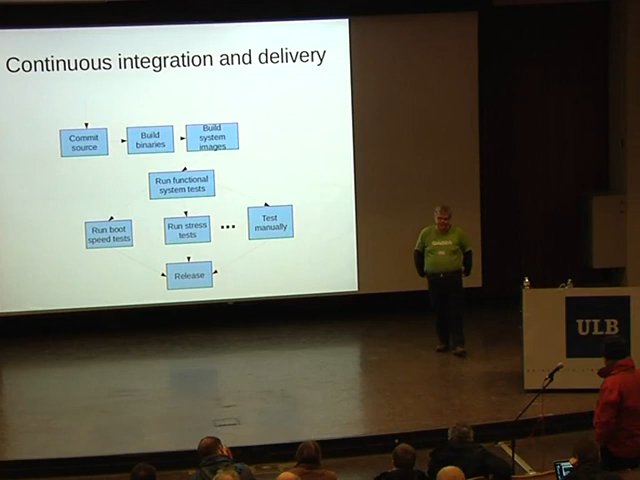 Continuous integration and delivery
Commit
source
Build
binaries
Build
system
images
Run functional
system tests
Run boot
speed tests
Run stress
tests
...
Test
manually
Release
ULB